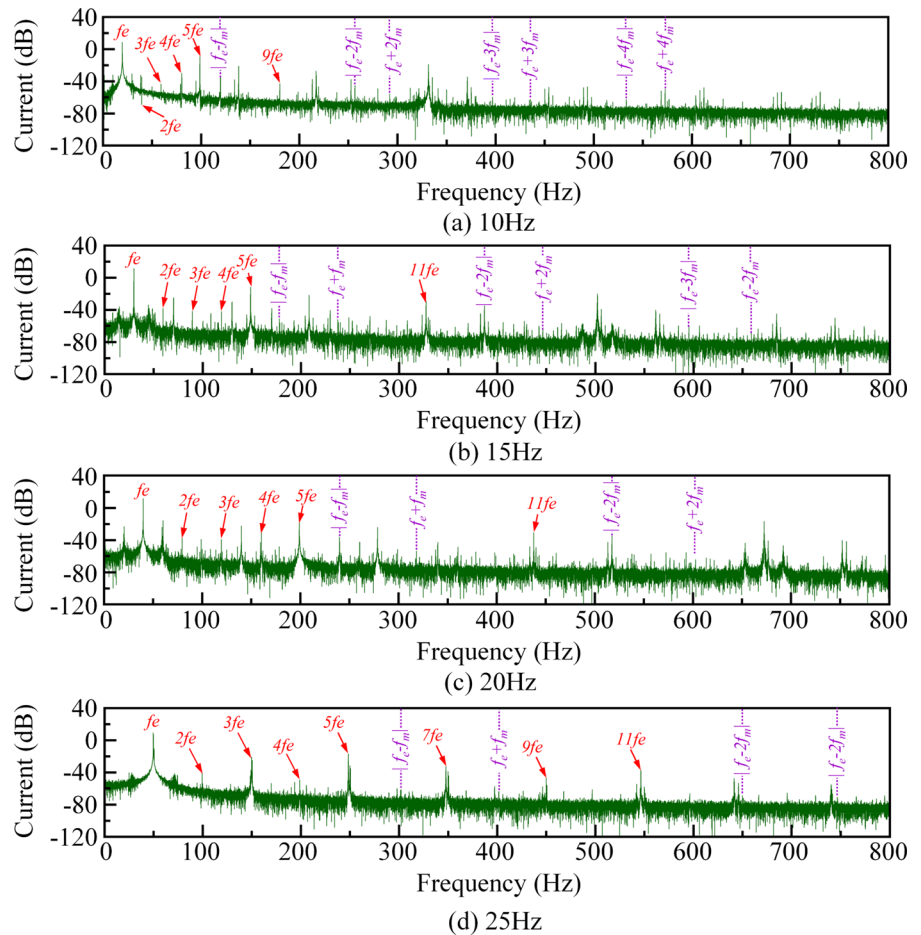 40
0
-40
-80
-120
Current (dB)
fe
3fe
4fe
5fe
2fe
9fe
|fe-fm|
|fe-2fm|
fe+2fm
|fe-3fm|
fe+3fm
|fe-4fm|
fe+4fm
0 100 200 300 400 500 600 700 800
Frequency (Hz)
(a) 10Hz
40
0
-40
-80
-120
Current (dB)
fe
2fe
3fe
4fe
5fe
11fe
|fe-fm|
fe+fm
|fe-2fm|
fe+2fm
|fe-3fm|
|fe-2fm|
0 100 200 300 400 500 600 700 800
Frequency (Hz)
(b) 15Hz
40
0
-40
-80
-120
Current (dB)
fe
2fe
3fe
4fe
5fe
11fe
|fe-fm|
fe+fm
|fe-2fm|
fe+2fm
0 100 200 300 400 500 600 700 800
Frequency (Hz)
(c) 20Hz
40
0
-40
-80
-120
Current (dB)
fe
2fe
3fe
4fe
5fe
7fe
9fe
11fe
|fe-fm|
fe+fm
|fe-2fm|
|fe-2fm|
0 100 200 300 400 500 600 700 800
Frequency (Hz)
(d) 25Hz